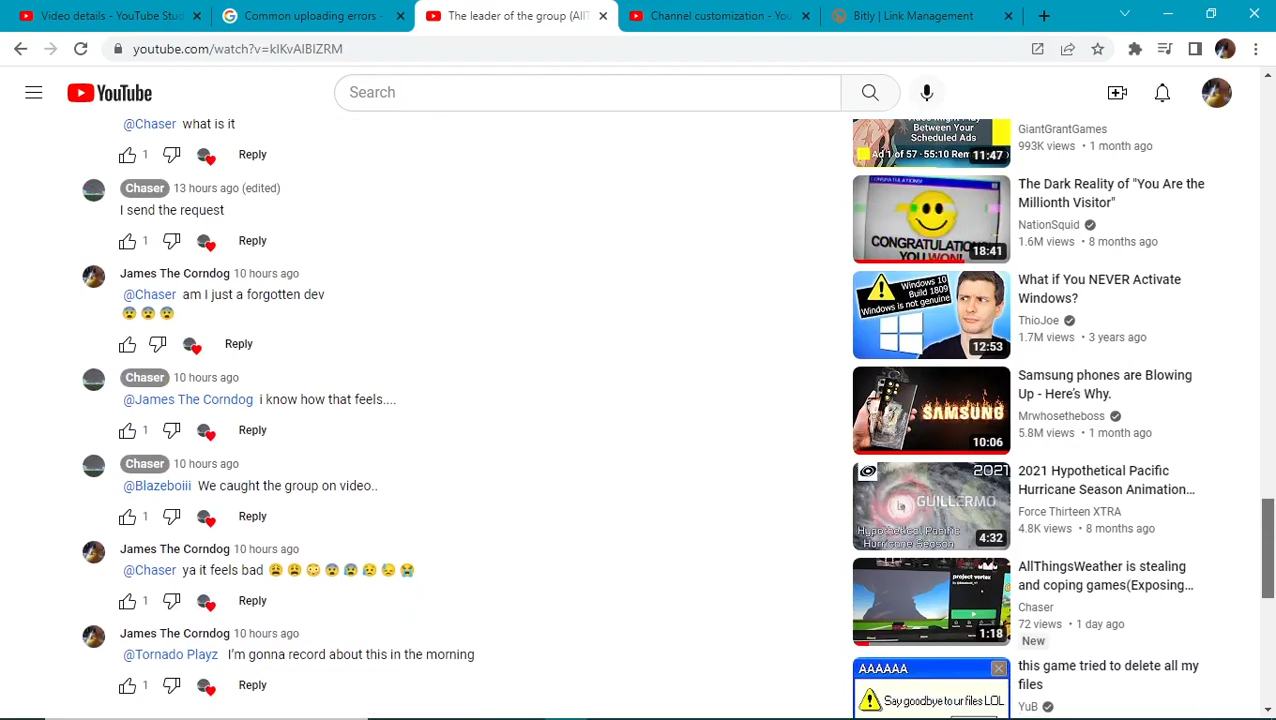 Video details - YouTube Stud
Common uploading errors -
The leader of the group (AllT
Channel customization - You
Bitly | Link Management
youtube.com/watch?v=kIKvAIBIZRM
YouTube
Search
@Chaser what is it
1 Reply
Chaser 13 hours ago (edited)
I send the request
1 Reply
James The Corndog 10 hours ago
@Chaser am I just a forgotten dev
😨 😨 😨
Reply
Chaser 10 hours ago
@James The Corndog i know how that feels....
1 Reply
Chaser 10 hours ago
@Blazeboiii We caught the group on video..
1 Reply
James The Corndog 10 hours ago
@Chaser ya it feels bad 😩 😩 😳 😨 😰 😥 😓 😭
1 Reply
James The Corndog 10 hours ago
@Tornado Playz I'm gonna record about this in the morning
1 Reply
Between Your
Scheduled Ads
Ad 1 of 57 - 55:10 Rem
11:47
GiantGrantGames
993K views • 1 month ago
CONGRATULATIONS
YOU WON!
18:41
The Dark Reality of "You Are the
Millionth Visitor"
NationSquid
1.6M views • 8 months ago
Windows 10
Build 1809
Windows is not genuine
12:53
What if You NEVER Activate
Windows?
ThioJoe
1.7M views • 3 years ago
SAMSUNG
10:06
Samsung phones are Blowing
Up - Here's Why.
Mrwhosetheboss
5.8M views • 1 month ago
2021
GUILLERMO
Hypothetical Pacific
Hurricane Season
4:32
2021 Hypothetical Pacific
Hurricane Season Animation...
Force Thirteen XTRA
4.8K views • 8 months ago
project vortex
1:18
AllThingsWeather is stealing
and coping games(Exposing...
Chaser
72 views • 1 day ago
New
AAAAAA
Say goodbye to ur files LOL
this game tried to delete all my
files
YuB